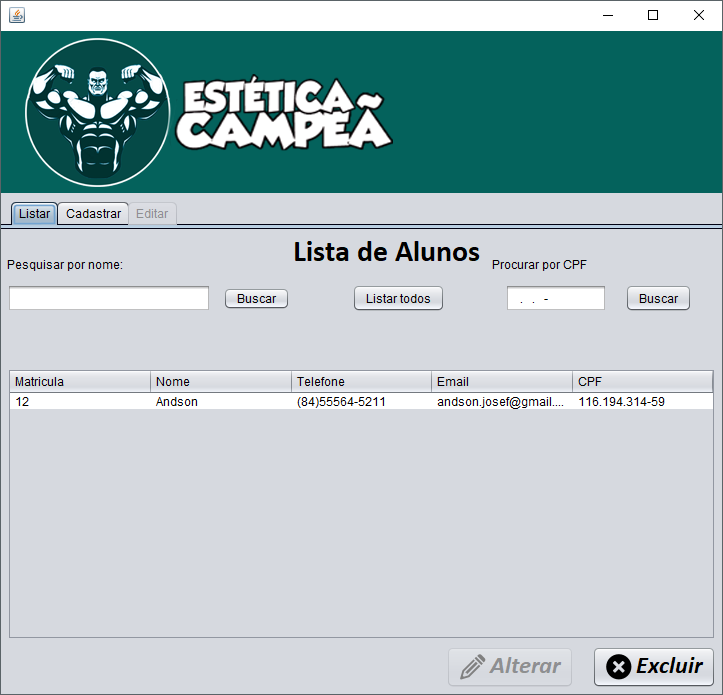 ESTÉTICA
CAMPEÃ
Listar Cadastrar Editar
Lista de Alunos
Pesquisar por nome: Procurar por CPF
Buscar Listar todos . . - Buscar
Matricula Nome Telefone Email CPF
12 Andson (84)55564-5211 andson.josef@gmail.... 116.194.314-59
Alterar Excluir